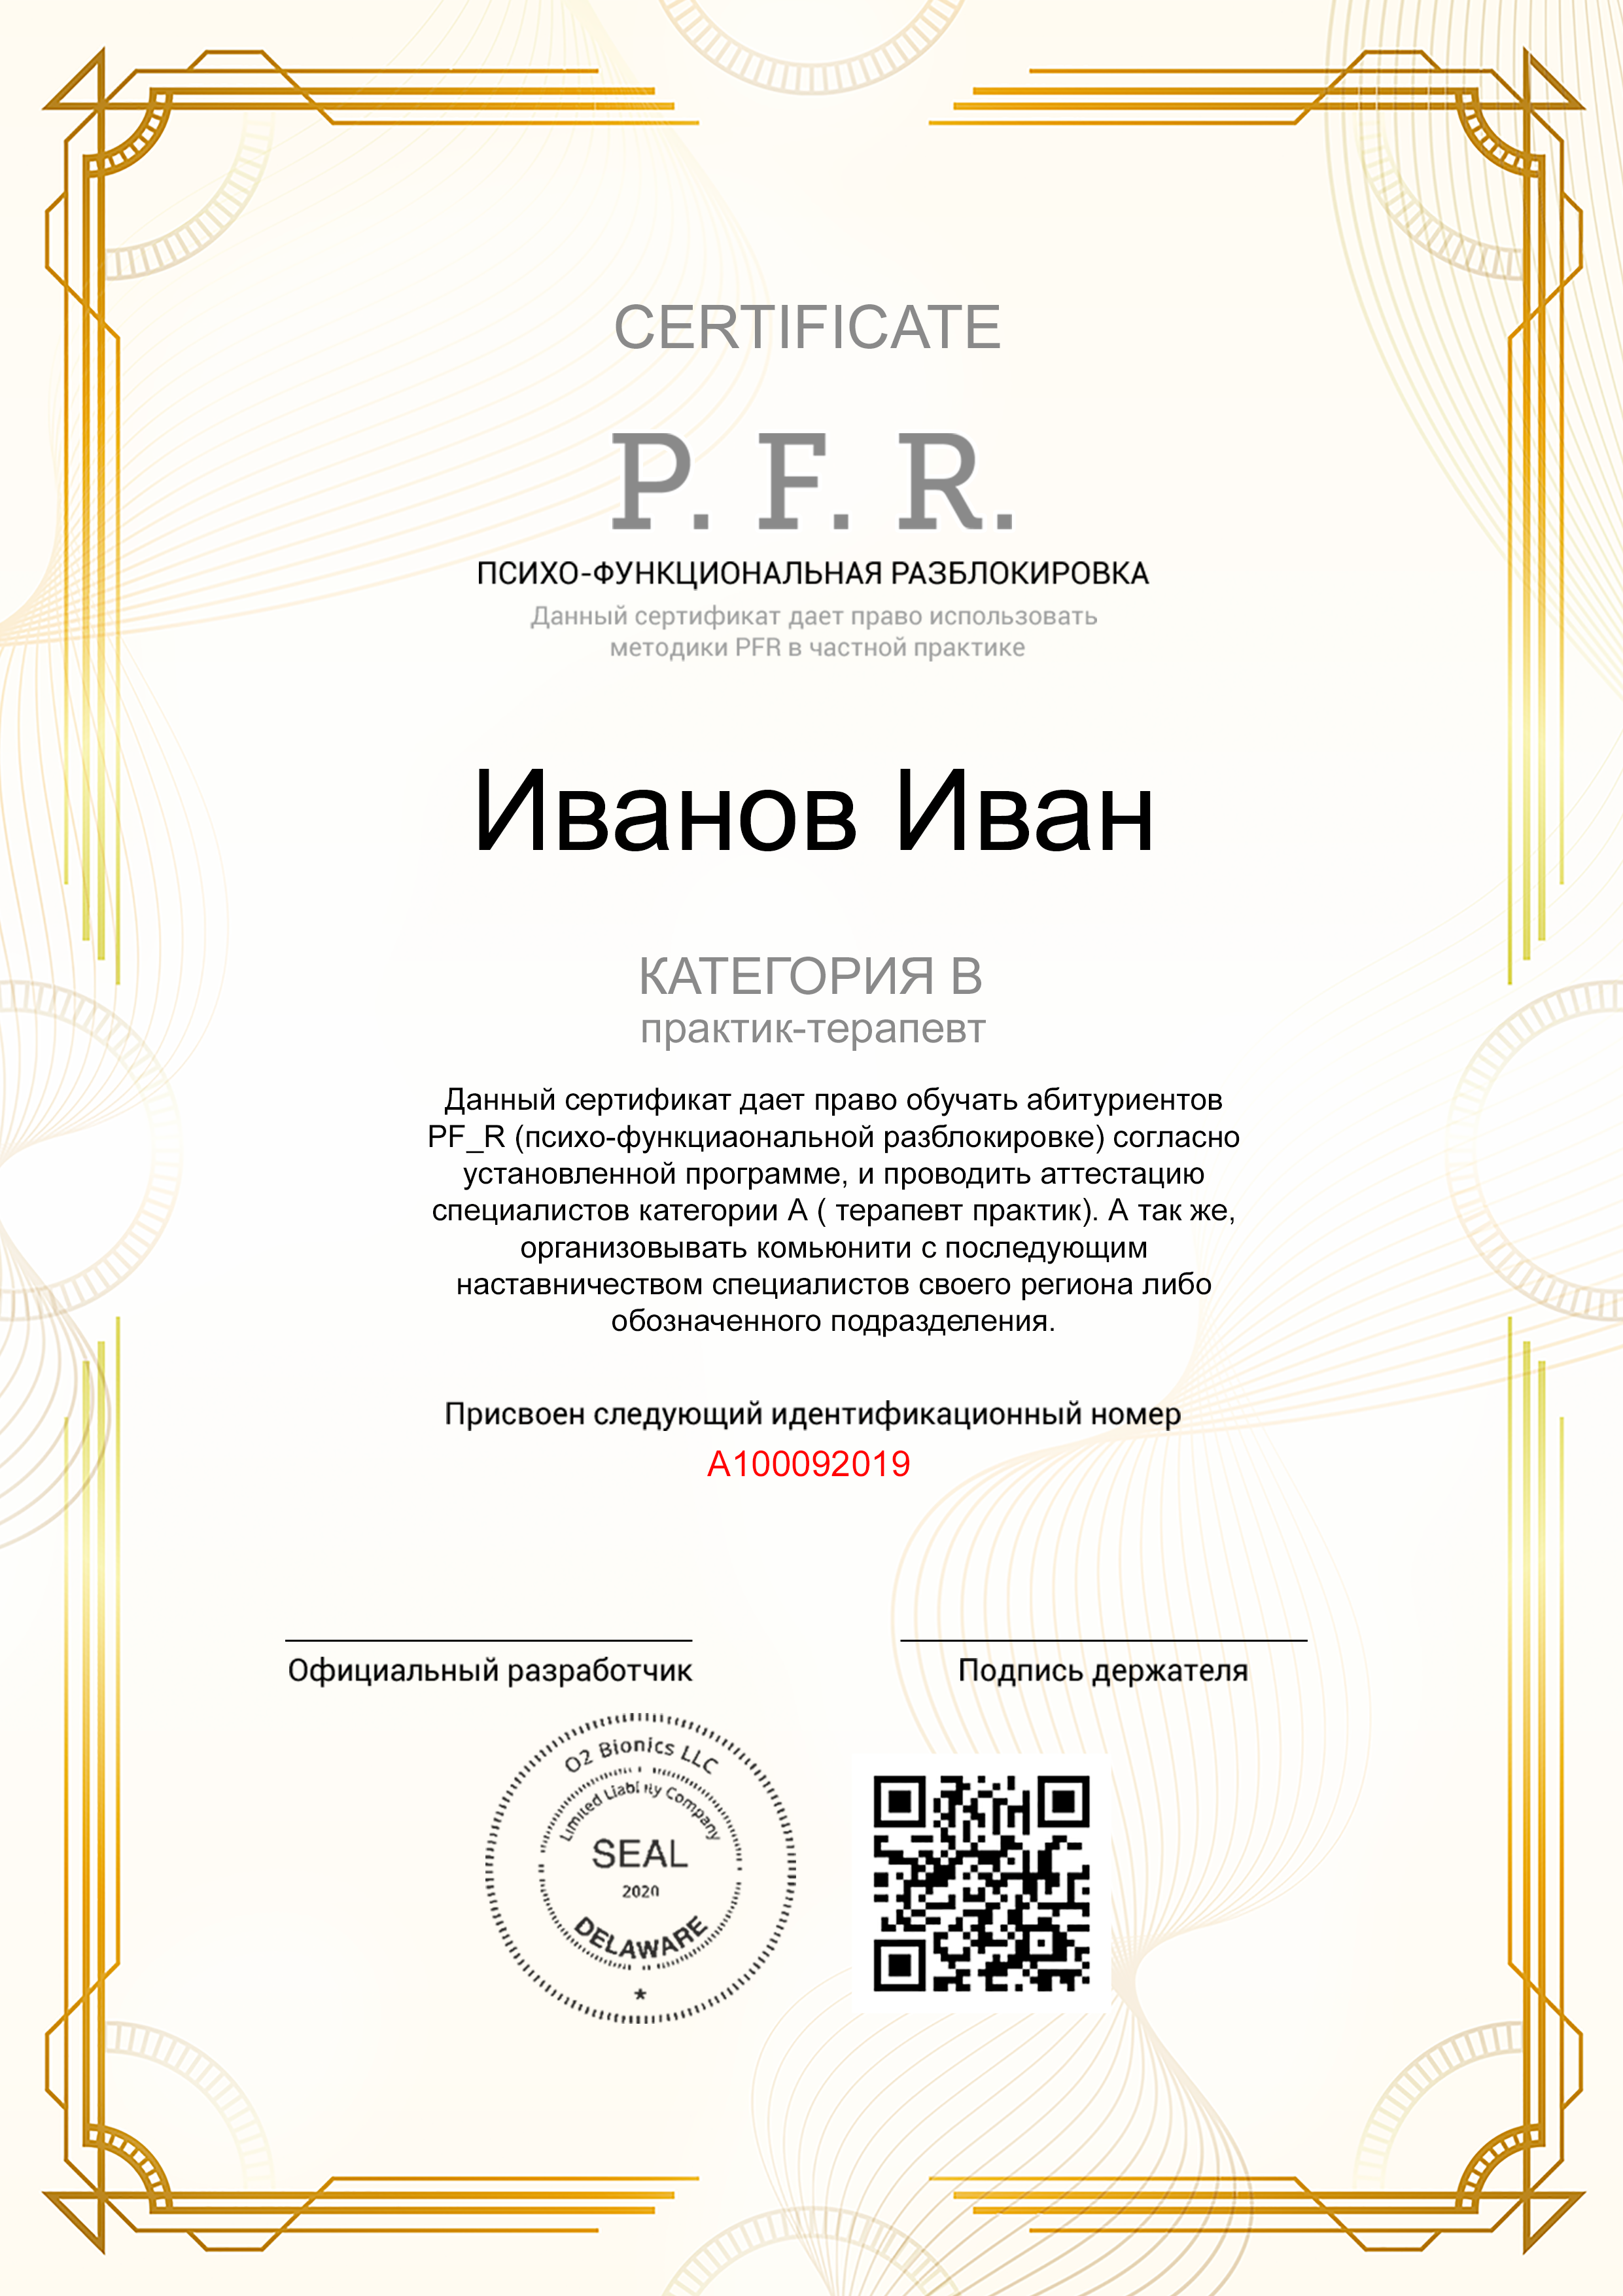 CERTIFICATE
P. F. R.
ПСИХО-ФУНКЦИОНАЛЬНАЯ РАЗБЛОКИРОВКА
Данный сертификат дает право использовать
методики PFR в частной практике
Иванов Иван
КАТЕГОРИЯ В
практик-терапевт
Данный сертификат дает право обучать абитуриентов
PF_R (психо-функциаональной разблокировке) согласно
установленной программе, и проводить аттестацию
специалистов категории А ( терапевт практик). А так же,
организовывать комьюнити с последующим
наставничеством специалистов своего региона либо
обозначенного подразделения.
Присвоен следующий идентификационный номер
А100092019
Официальный разработчик
Подпись держателя
O2 Bionics LLC
Limited Liability Company
SEAL
2020
DELAWARE
*